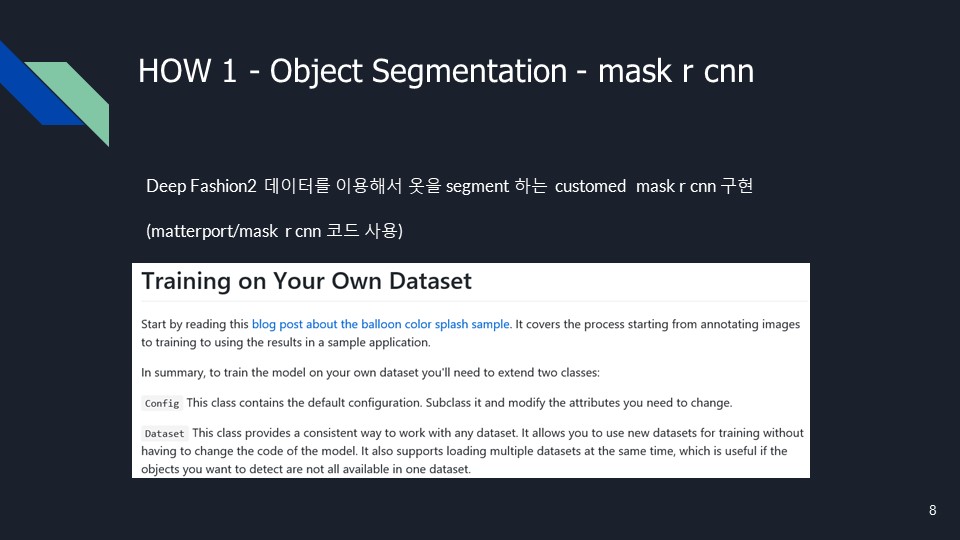 HOW 1 - Object Segmentation - mask r cnn
Deep Fashion2 데이터를 이용해서 옷을 segment 하는 customed mask r cnn 구현
(matterport/mask r cnn 코드 사용)
Training on Your Own Dataset
Start by reading this blog post about the balloon color splash sample. It covers the process starting from annotating images
to training to using the results in a sample application.
In summary, to train the model on your own dataset you'll need to extend two classes:
Config This class contains the default configuration. Subclass it and modify the attributes you need to change.
Dataset This class provides a consistent way to work with any dataset. It allows you to use new datasets for training without
having to change the code of the model. It also supports loading multiple datasets at the same time, which is useful if the
objects you want to detect are not all available in one dataset.
8